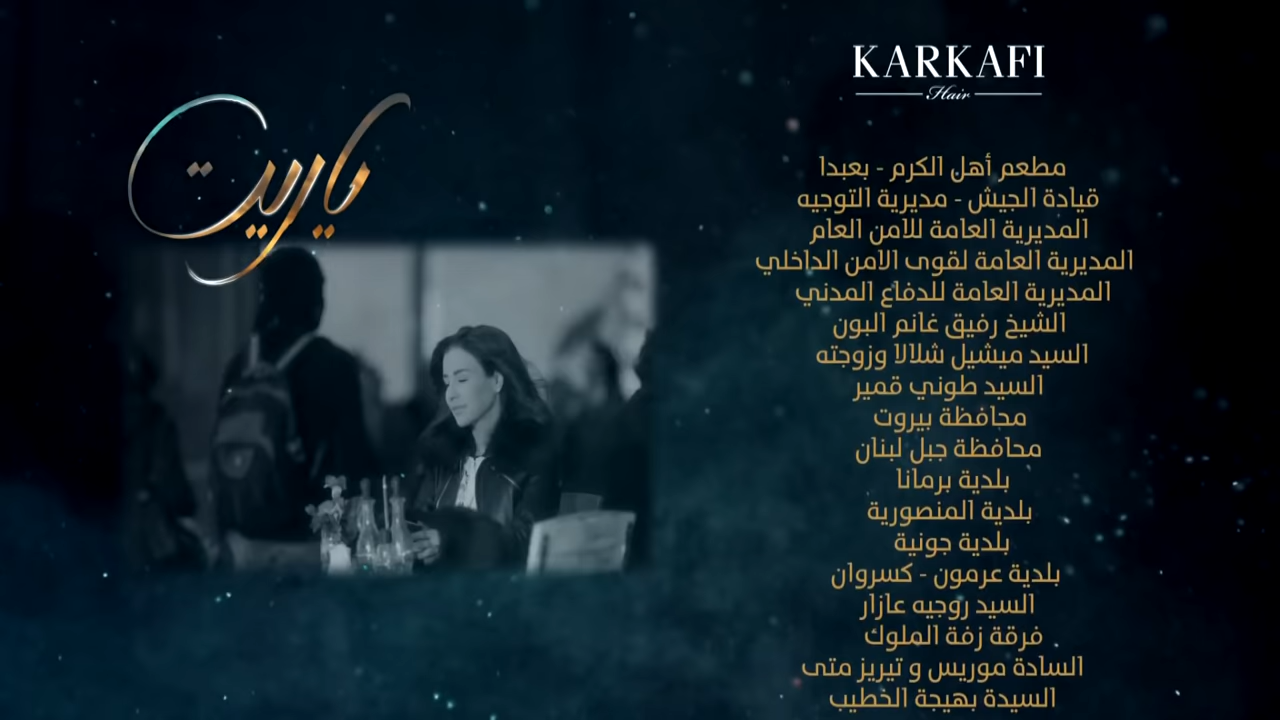 KARKAFI
Hair
ياريت
مطعم أهل الكرم - بعبدا
قيادة الجيش - مديرية التوجيه
المديرية العامة للامن العام
المديرية العامة لقوى الامن الداخلي
المديرية العامة للدفاع المدني
الشيخ رفيق غانم البون
السيد ميشيل شلالا وزوجته
السيد طوني قمير
محافظة بيروت
محافظة جبل لبنان
بلدية برمانا
بلدية المنصورية
بلدية جونية
بلدية عرمون - كسروان
السيد روجيه عازار
فرقة زفة الملوك
السادة موريس و تيريز متى
السيدة بهيجة الخطيب